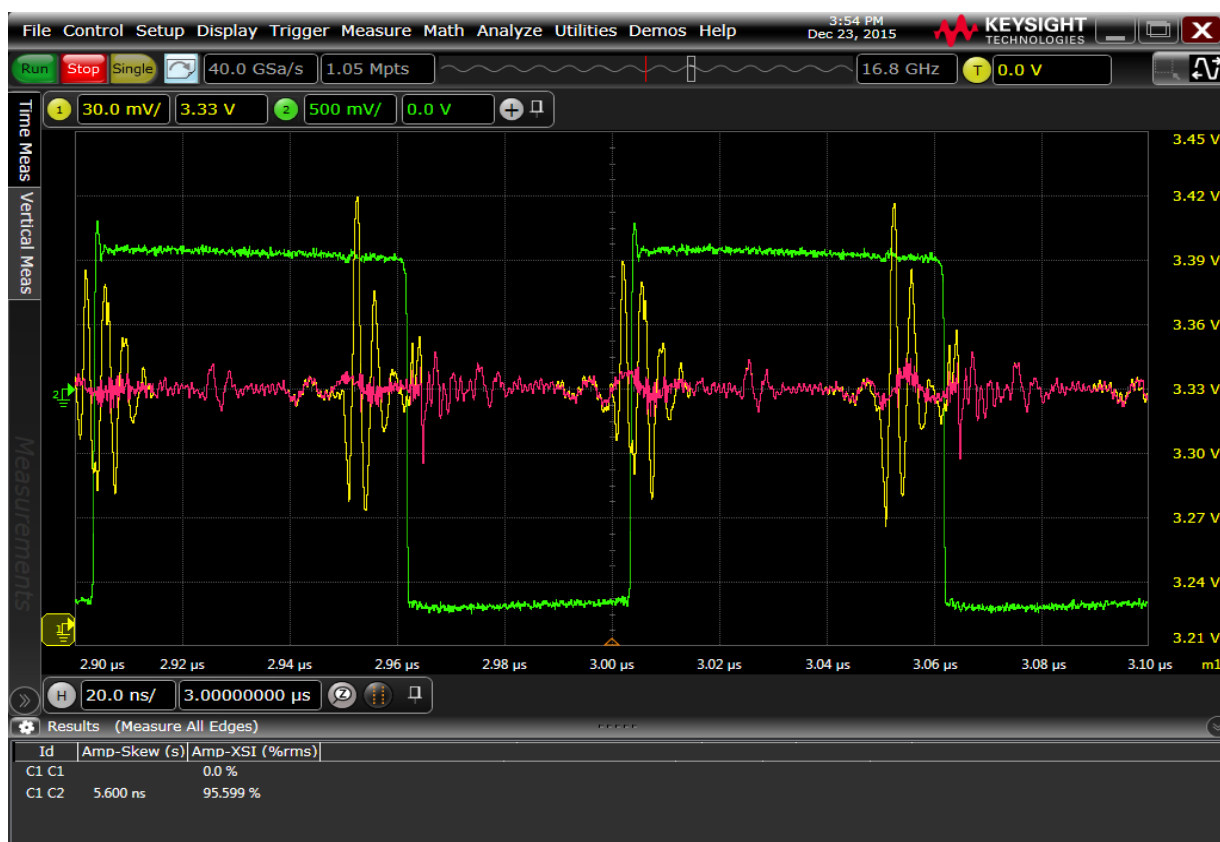 File Control Setup Display Trigger Measure Math Analyze Utilities Demos Help
3:54 PM
Dec 23, 2015
KEYSIGHT
TECHNOLOGIES
X
Run Stop Single 40.0 GSa/s 1.05 Mpts 16.8 GHz T 0.0 V
1 30.0 mV/ 3.33 V 2 500 mV/ 0.0 V +
Time Meas
Vertical Meas
Measurements
3.45 V
3.42 V
3.39 V
3.36 V
2 3.33 V
3.30 V
3.27 V
3.24 V
1 3.21 V
2.90 µs 2.92 µs 2.94 µs 2.96 µs 2.98 µs 3.00 µs 3.02 µs 3.04 µs 3.06 µs 3.08 µs 3.10 µs m1
H 20.0 ns/ 3.00000000 µs Z
Results (Measure All Edges)
Id Amp-Skew (s) Amp-XSI (%rms)
C1 C1 0.0 %
C1 C2 5.600 ns 95.599 %